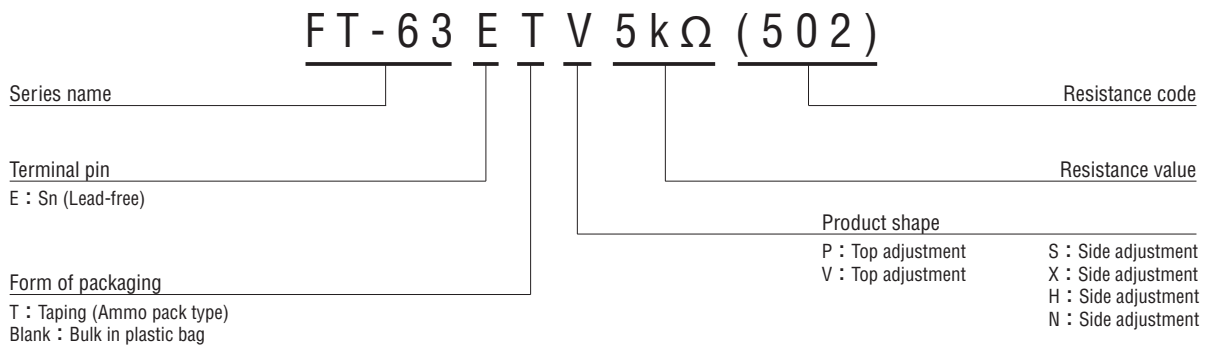 FT-63 E T V 5kΩ (502)
Series name
Resistance code
Terminal pin
E : Sn (Lead-free)
Resistance value
Product shape
P : Top adjustment
V : Top adjustment
S : Side adjustment
X : Side adjustment
H : Side adjustment
N : Side adjustment
Form of packaging
T : Taping (Ammo pack type)
Blank : Bulk in plastic bag